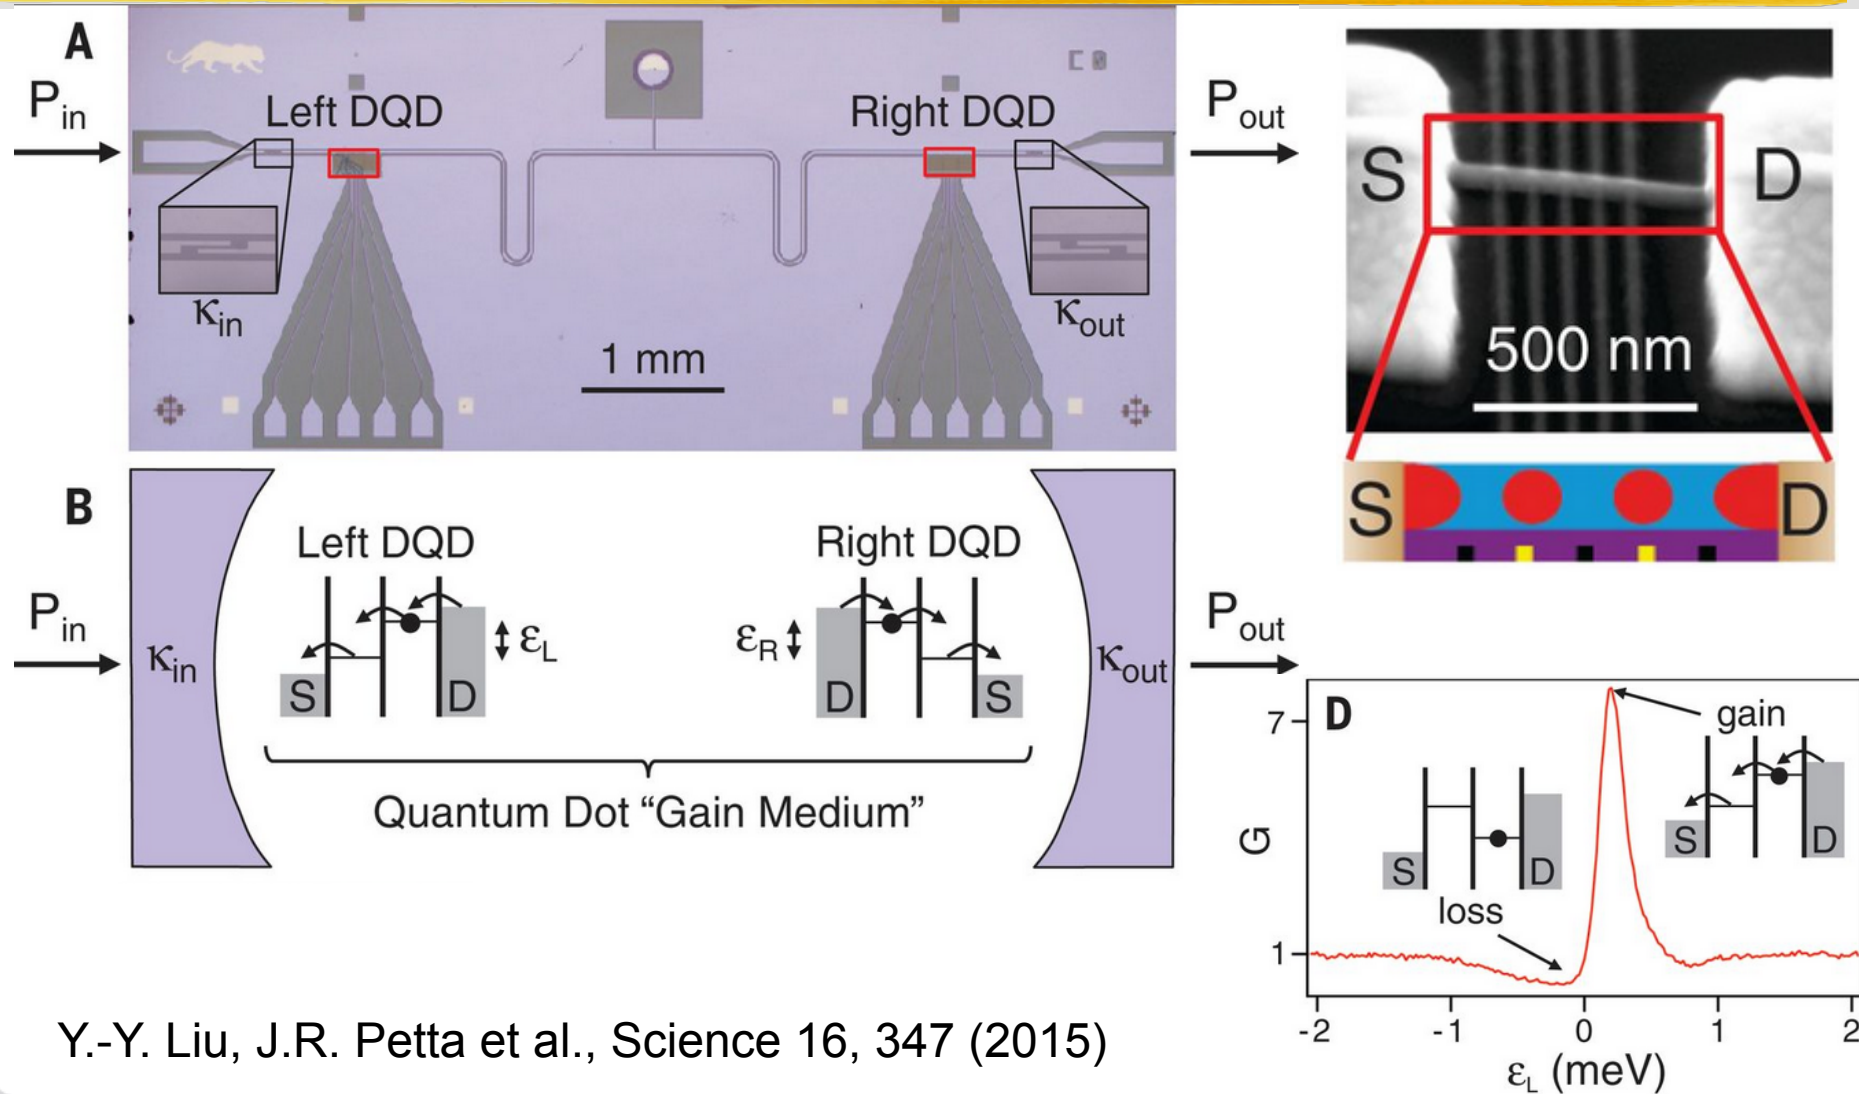 A
P_in
Left DQD
Right DQD
P_out
κ_in
κ_out
1 mm
S
D
500 nm
S
D
B
P_in
κ_in
Left DQD
Right DQD
S
D
ε_L
ε_R
D
S
κ_out
P_out
Quantum Dot “Gain Medium”
D
gain
7
G
S
D
S
D
loss
1
-2 -1 0 1 2
ε_L (meV)
Y.-Y. Liu, J.R. Petta et al., Science 16, 347 (2015)